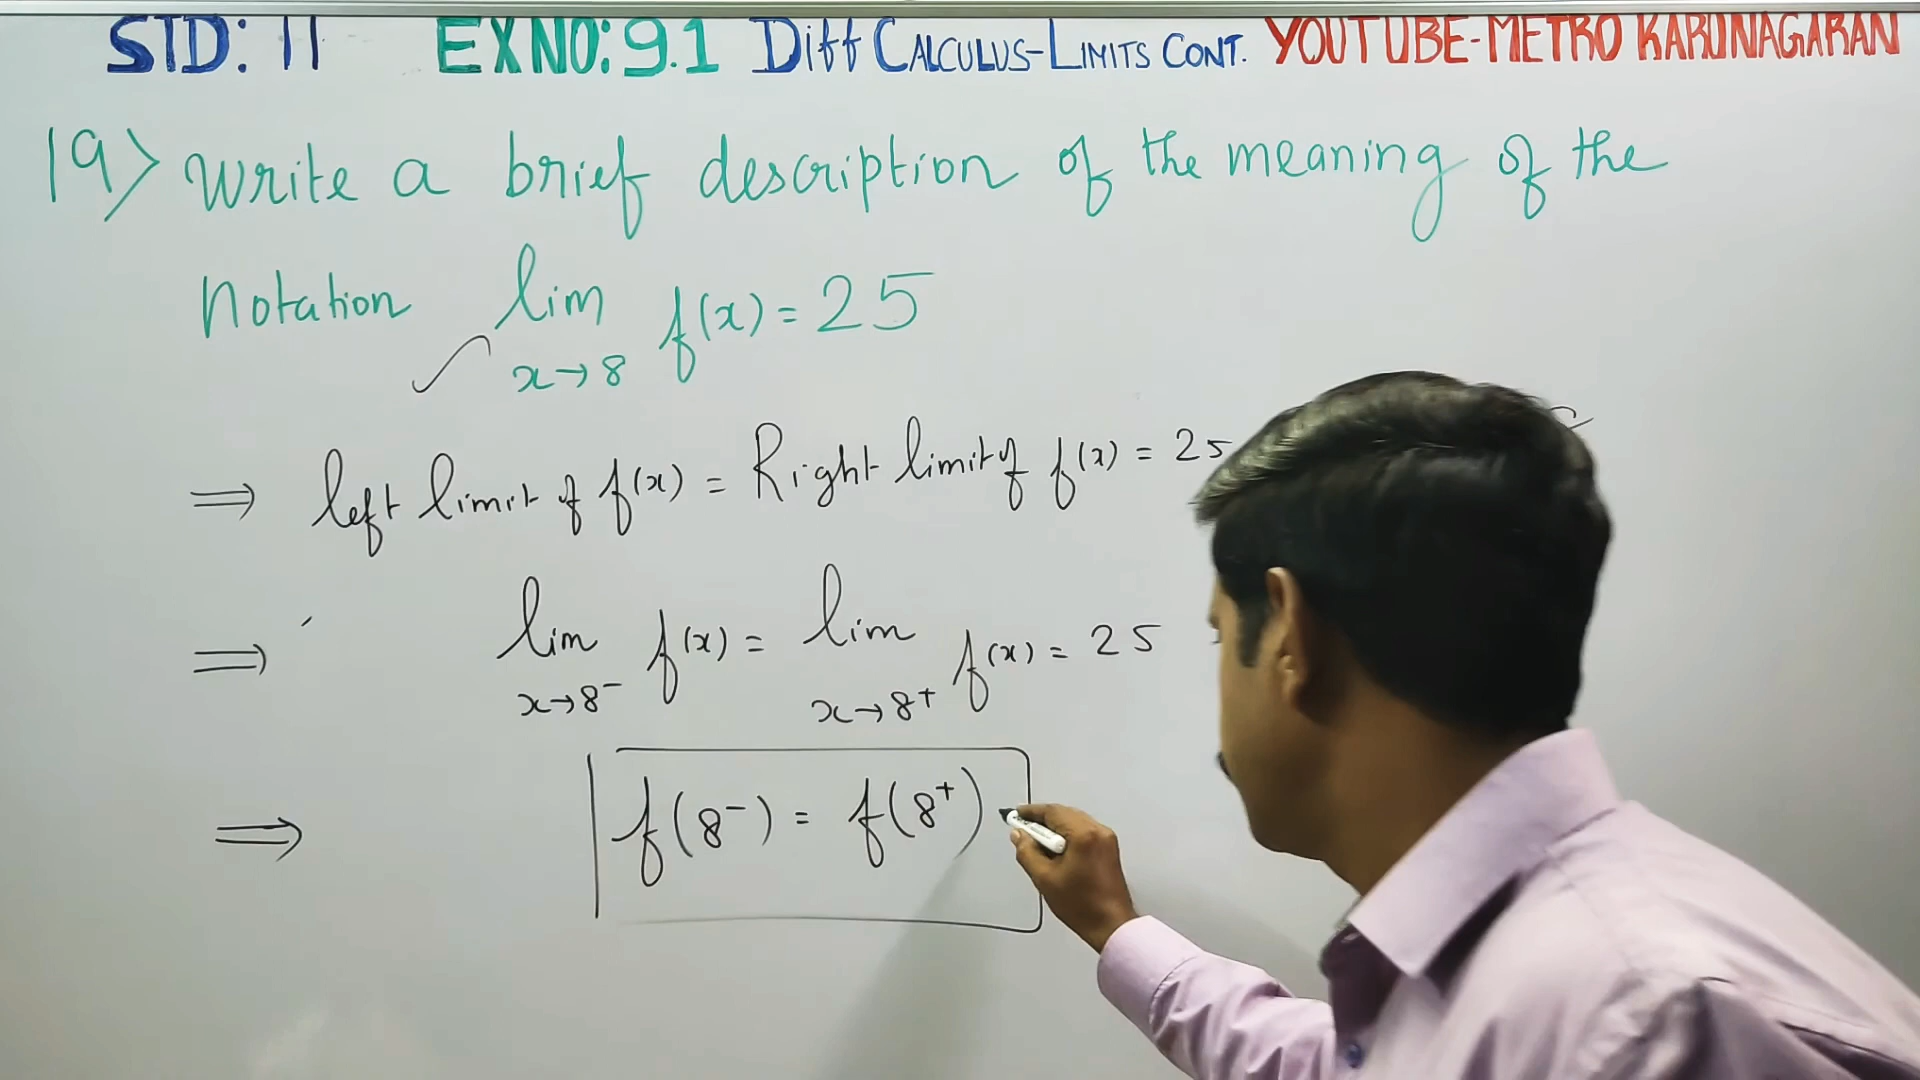 STD: 11 EXNO: 9.1 Diff CALCULUS-LIMITS CONT. YOUTUBE-METRO KARUNAGARAN
19> Write a brief description of the meaning of the
Notation lim x→8 f(x) = 25
⇒ left limit of f(x) = Right limit of f(x) = 25
⇒ lim x→8⁻ f(x) = lim x→8⁺ f(x) = 25
⇒ f(8⁻) = f(8⁺)